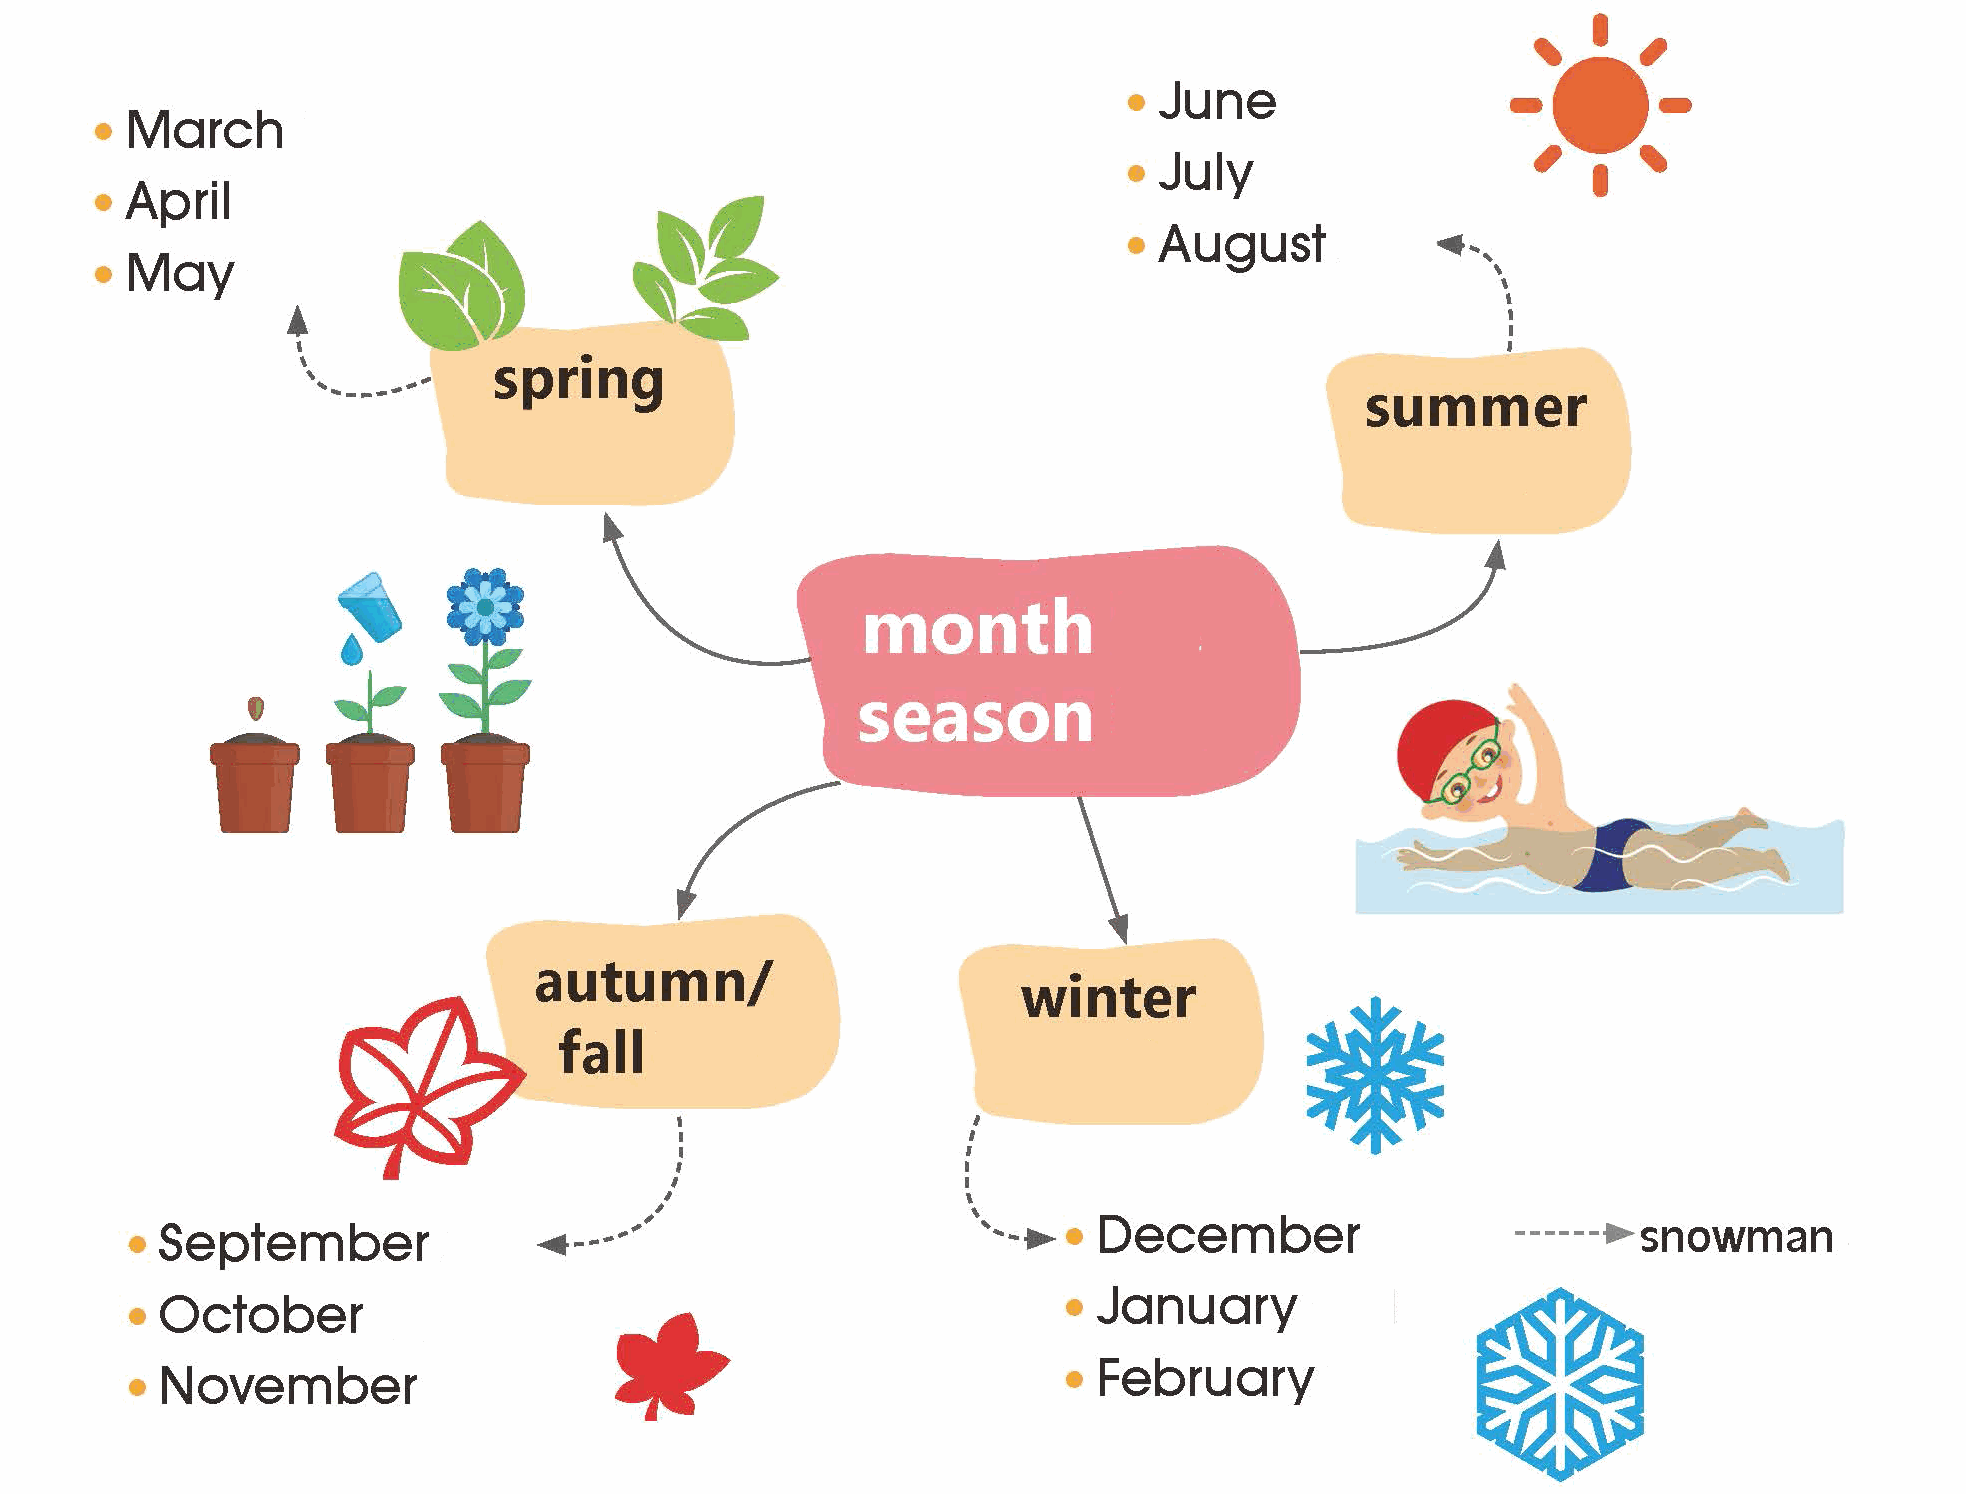 March
April
May
spring
June
July
August
summer
month
season
autumn/
fall
September
October
November
winter
December
January
February
snowman